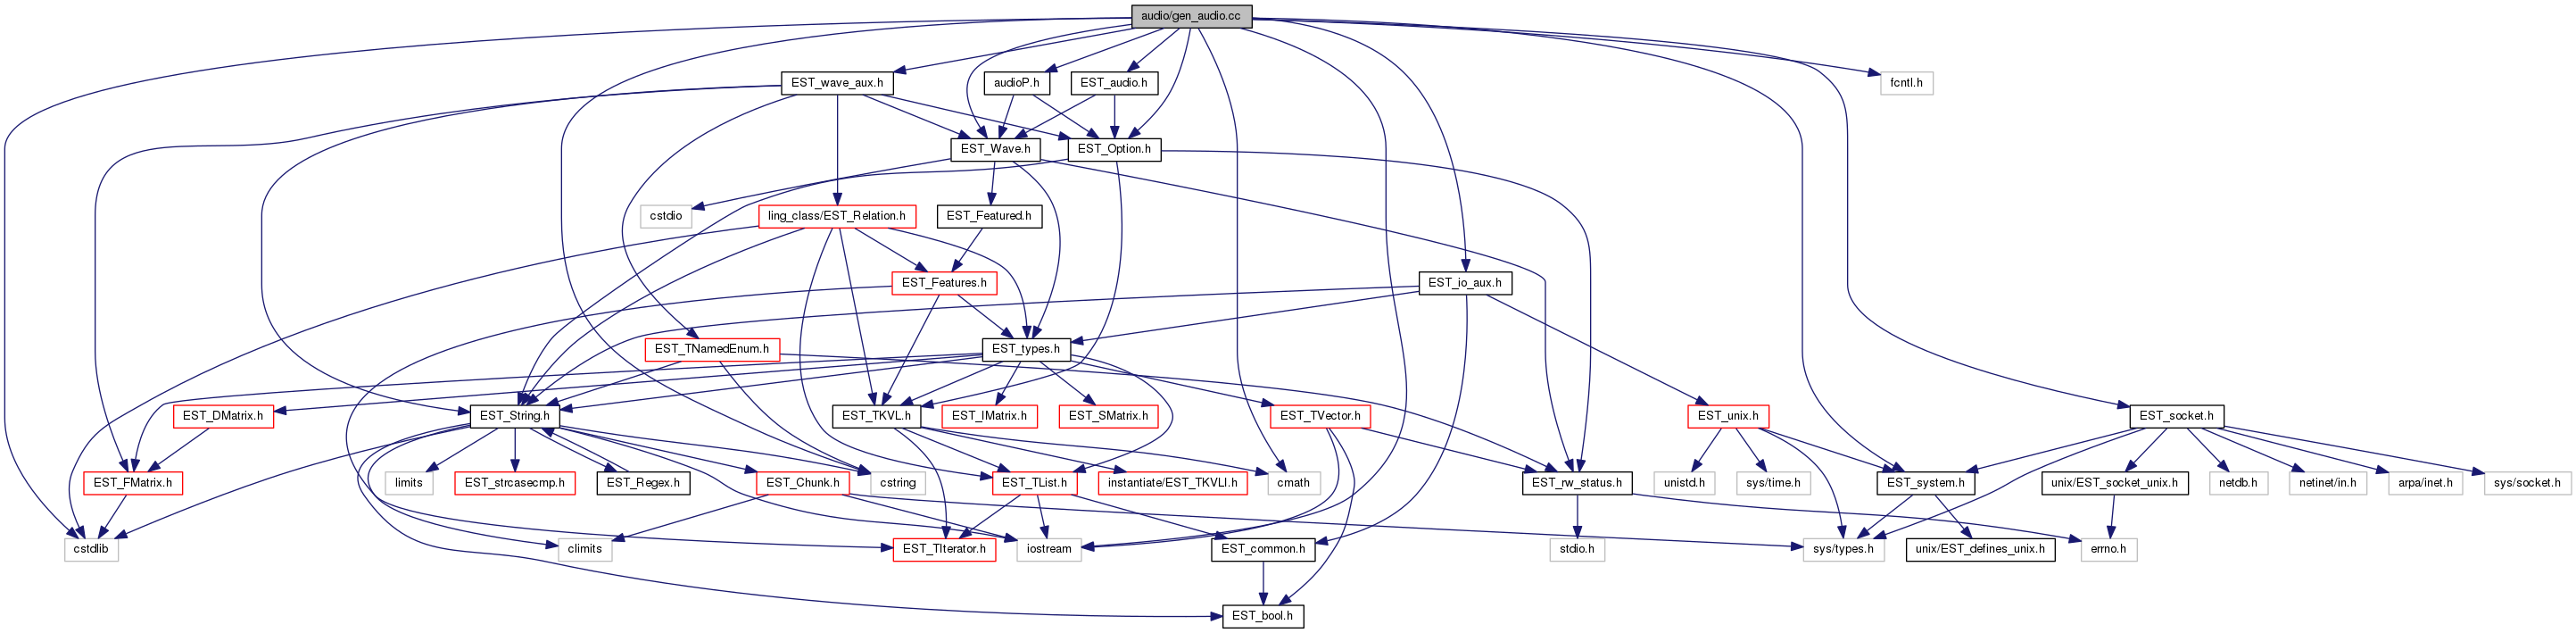 audio/gen_audio.cc
EST_wave_aux.h
audioP.h
EST_audio.h
fcntl.h
EST_Wave.h
EST_Option.h
cstdio
ling_class/EST_Relation.h
EST_Featured.h
EST_Features.h
EST_io_aux.h
EST_TNamedEnum.h
EST_types.h
EST_DMatrix.h
EST_String.h
EST_TKVL.h
EST_IMatrix.h
EST_SMatrix.h
EST_TVector.h
EST_unix.h
EST_socket.h
EST_FMatrix.h
limits
EST_strcasecmp.h
EST_Regex.h
EST_Chunk.h
cstring
EST_TList.h
instantiate/EST_TKVLI.h
cmath
EST_rw_status.h
unistd.h
sys/time.h
EST_system.h
unix/EST_socket_unix.h
netdb.h
netinet/in.h
arpa/inet.h
sys/socket.h
cstdlib
climits
EST_TIterator.h
iostream
EST_common.h
stdio.h
sys/types.h
unix/EST_defines_unix.h
errno.h
EST_bool.h